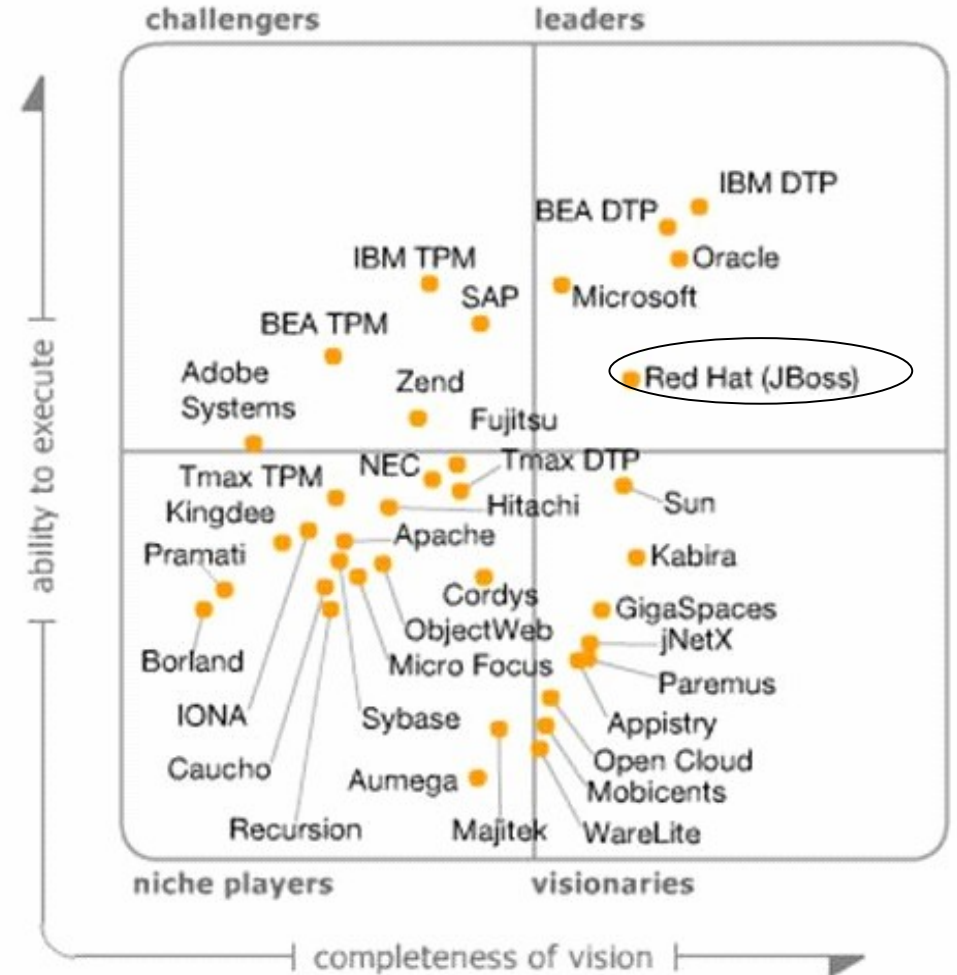 challengers
leaders
IBM DTP
BEA DTP
Oracle
IBM TPM
Microsoft
SAP
BEA TPM
Adobe
Systems
Zend
Red Hat (JBoss)
Fujitsu
NEC
Tmax DTP
Tmax TPM
Hitachi
Sun
Kingdee
Apache
Pramati
Kabira
Cordys
GigaSpaces
ObjectWeb
jNetX
Borland
Micro Focus
Paremus
IONA
Sybase
Appistry
Caucho
Open Cloud
Aumega
Mobicents
Recursion
Majitek
WareLite
niche players
visionaries
ability to execute
completeness of vision